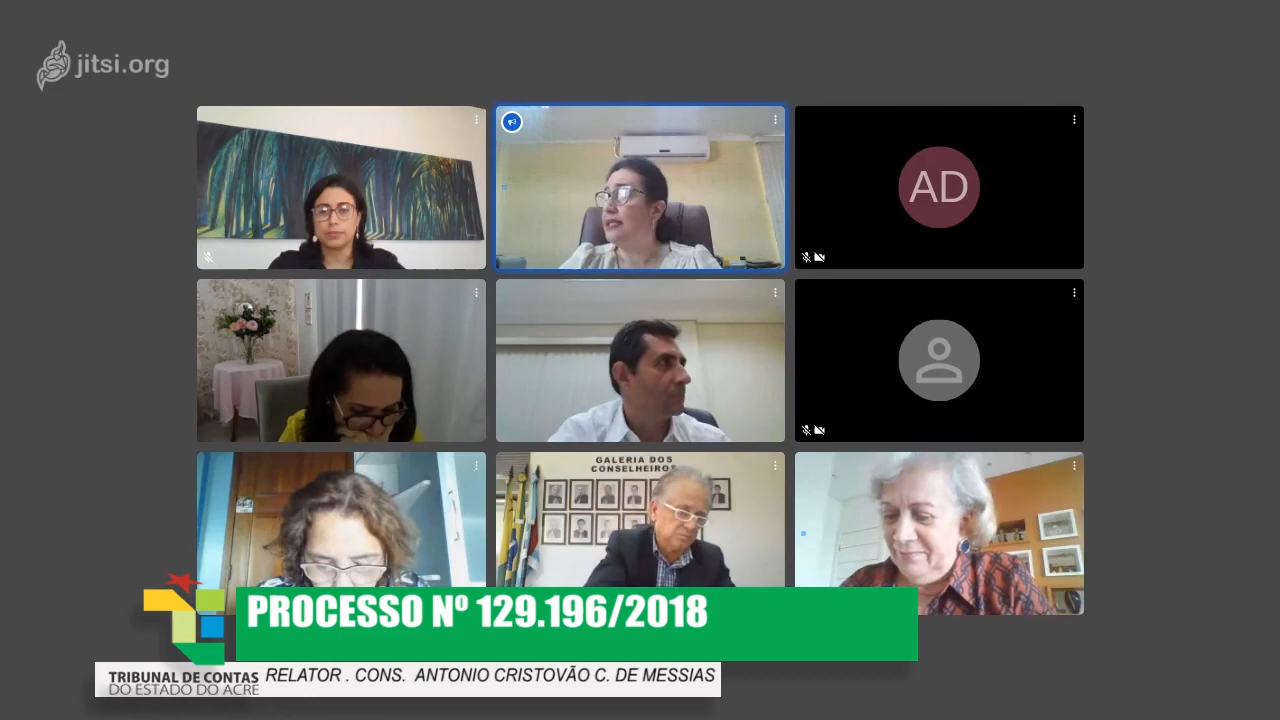 jitsi.org
AD
GALERIA DOS
CONSELHEIROS
PROCESSO Nº 129.196/2018
TRIBUNAL DE CONTAS
DO ESTADO DO ACRE
RELATOR . CONS. ANTONIO CRISTOVÃO C. DE MESSIAS